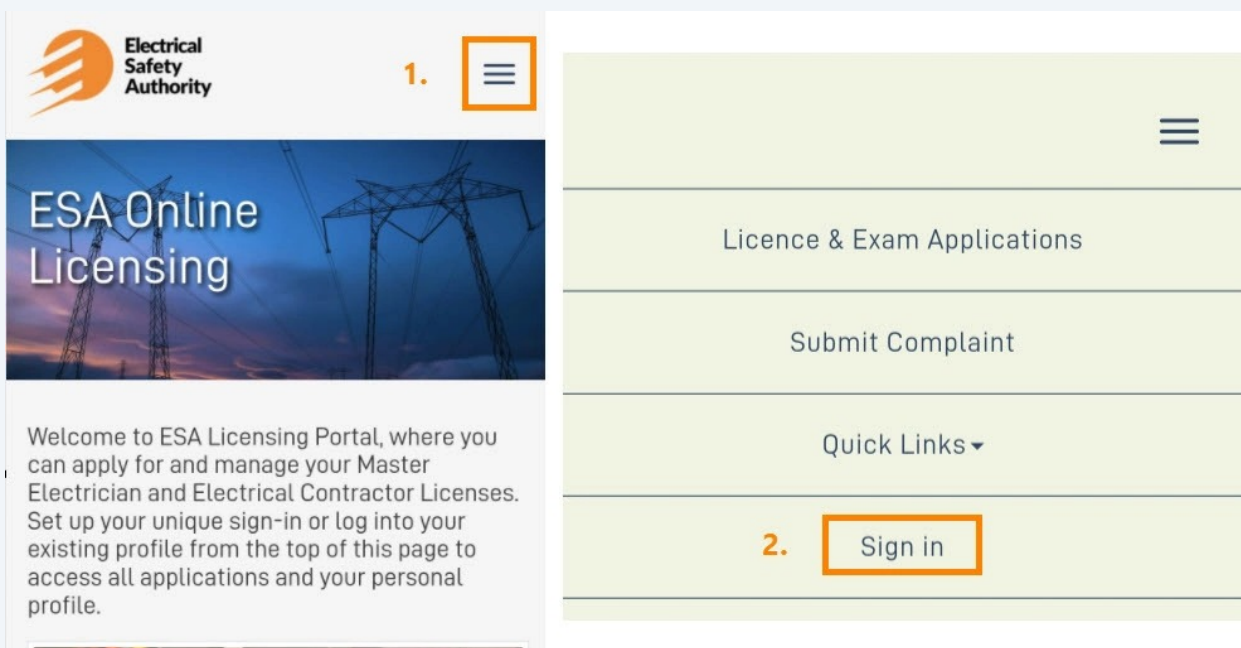 Electrical
Safety
Authority
1.
ESA Online
Licensing
Welcome to ESA Licensing Portal, where you
can apply for and manage your Master
Electrician and Electrical Contractor Licenses.
Set up your unique sign-in or log into your
existing profile from the top of this page to
access all applications and your personal
profile.
Licence & Exam Applications
Submit Complaint
Quick Links
2.
Sign in